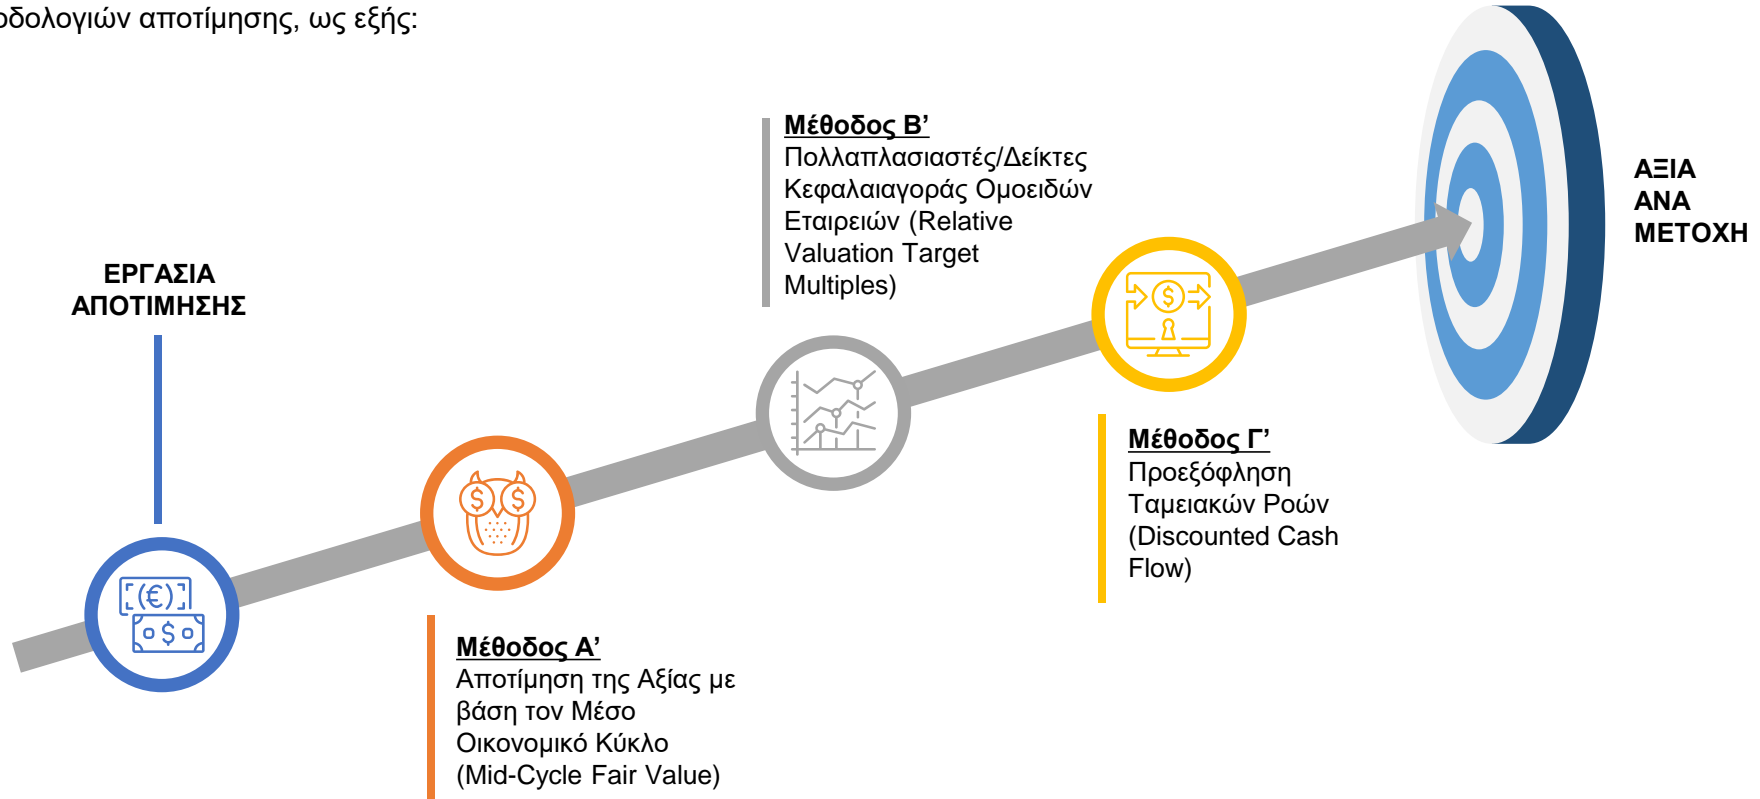 οδολογιών αποτίμησης, ως εξής:
ΕΡΓΑΣΙΑ
ΑΠΟΤΙΜΗΣΗΣ
Μέθοδος Α’
Αποτίμηση της Αξίας με
βάση τον Μέσο
Οικονομικό Κύκλο
(Mid-Cycle Fair Value)
Μέθοδος Β’
Πολλαπλασιαστές/Δείκτες
Κεφαλαιαγοράς Ομοειδών
Εταιρειών (Relative
Valuation Target
Multiples)
Μέθοδος Γ’
Προεξόφληση
Ταμειακών Ροών
(Discounted Cash
Flow)
ΑΞΙΑ
ΑΝΑ
ΜΕΤΟΧΗ